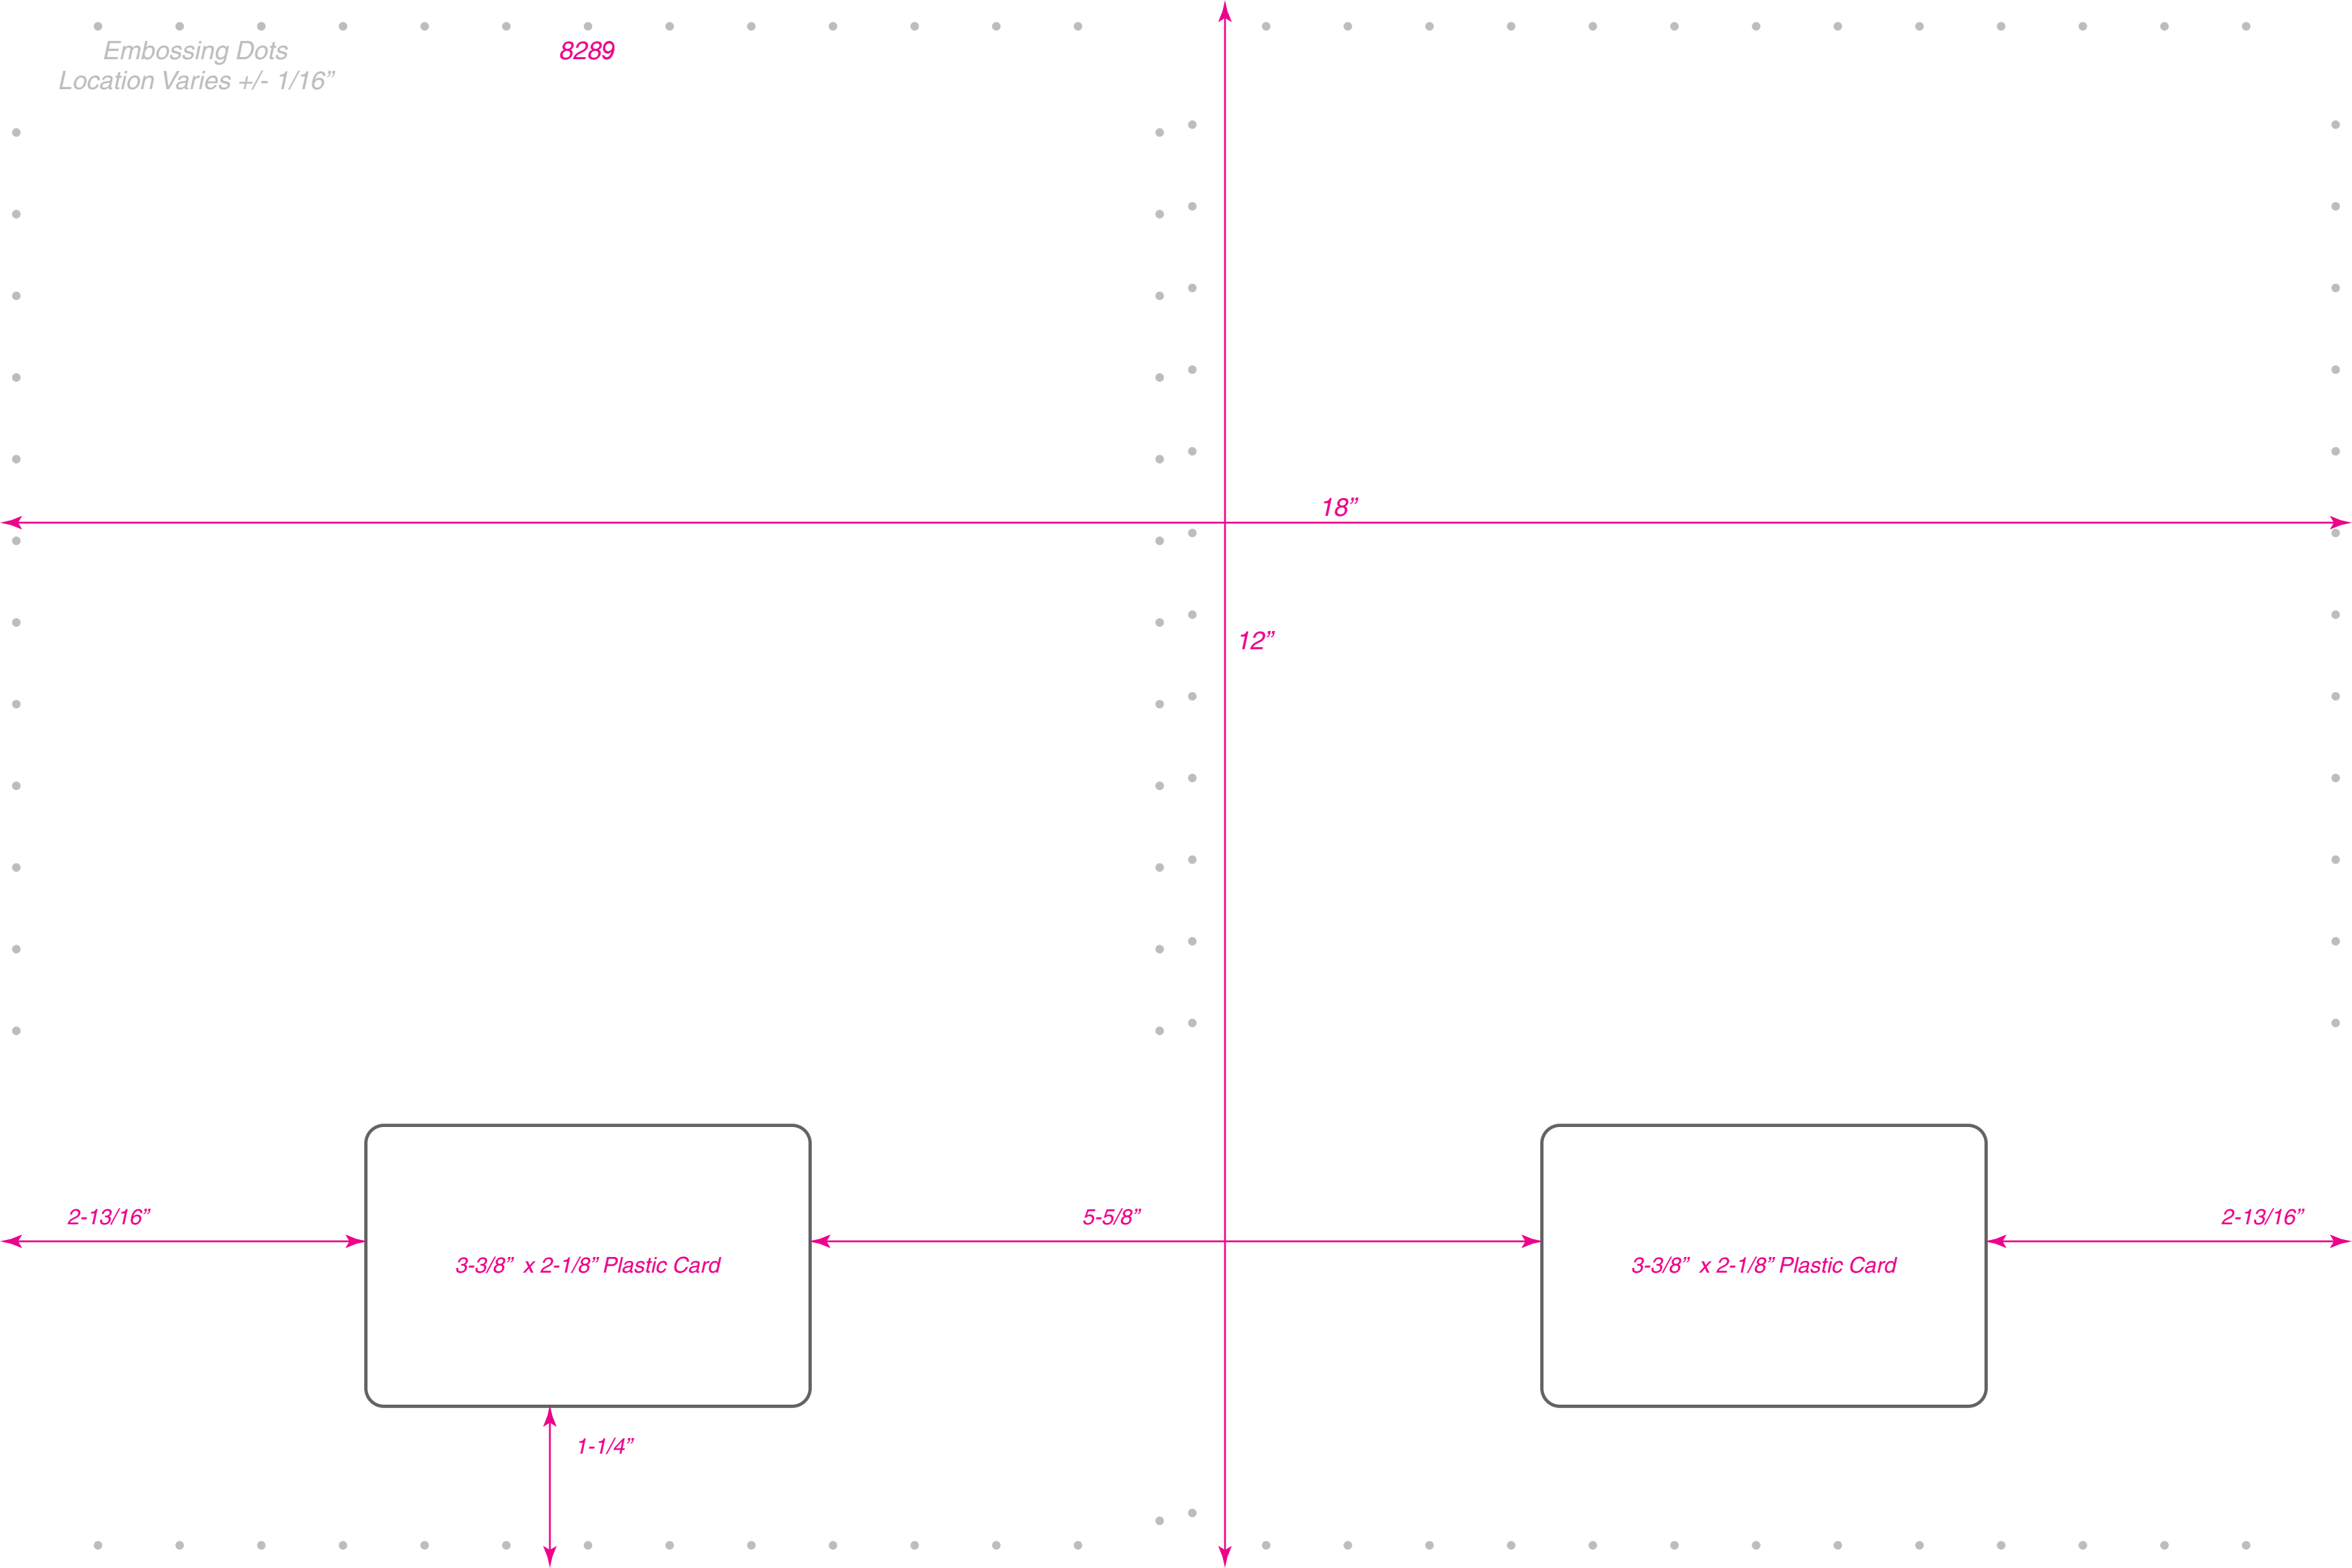 Embossing Dots
Location Varies +/- 1/16”
8289
18”
12”
2-13/16”
5-5/8”
2-13/16”
3-3/8”  x 2-1/8” Plastic Card
3-3/8”  x 2-1/8” Plastic Card
1-1/4”